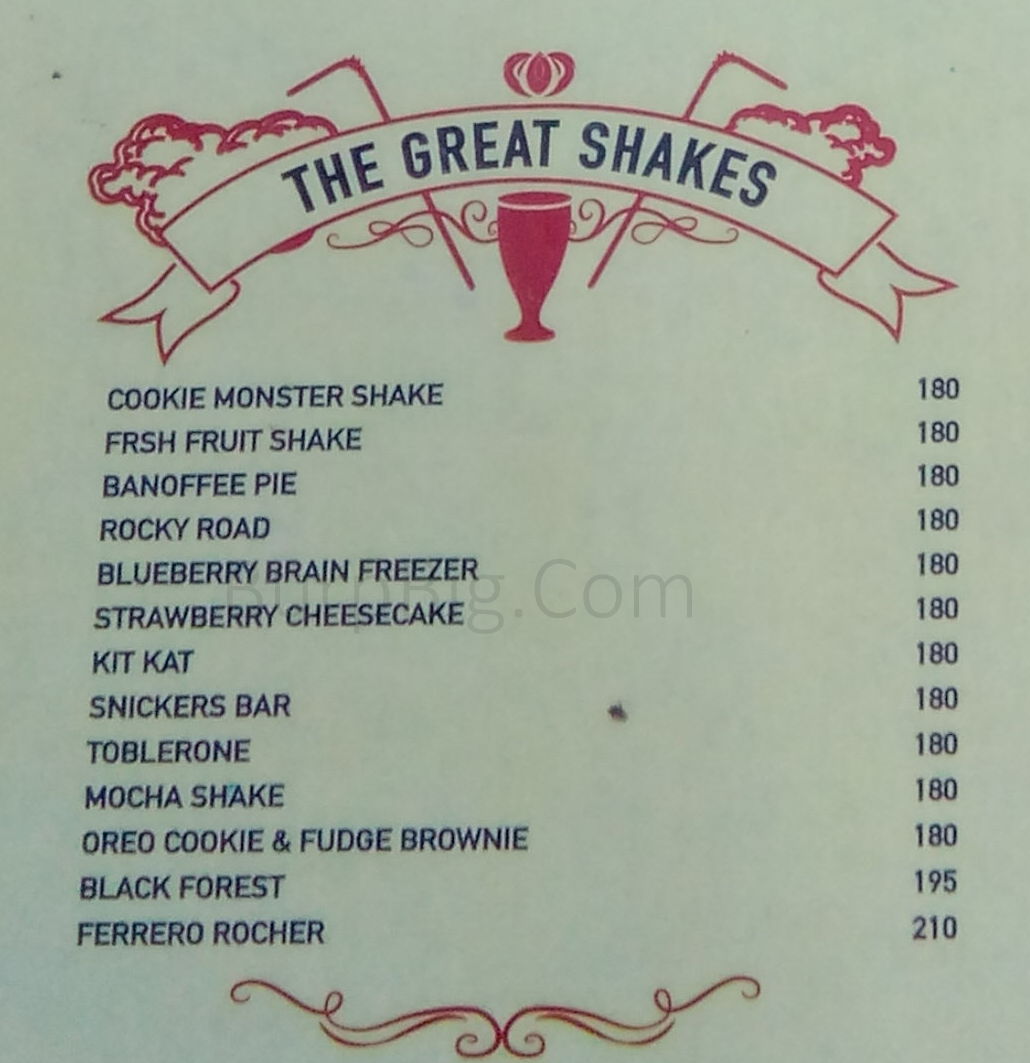 THE GREAT SHAKES
COOKIE MONSTER SHAKE 180
FRSH FRUIT SHAKE 180
BANOFFEE PIE 180
ROCKY ROAD 180
BLUEBERRY BRAIN FREEZER 180
STRAWBERRY CHEESECAKE 180
BurpBig.Com
KIT KAT 180
SNICKERS BAR 180
TOBLERONE 180
MOCHA SHAKE 180
OREO COOKIE & FUDGE BROWNIE 180
BLACK FOREST 195
FERRERO ROCHER 210